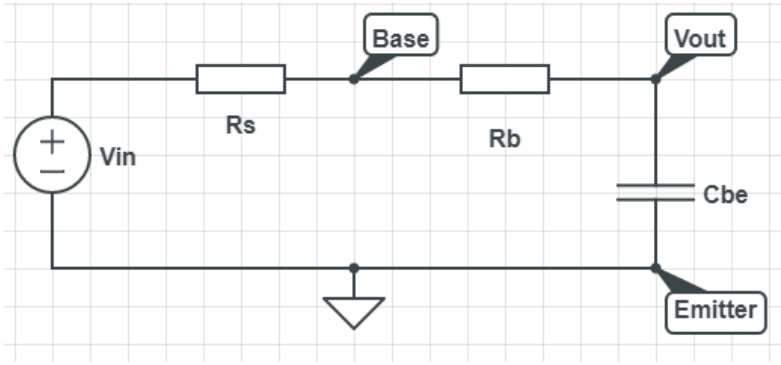 Base
Vout
Rs
Rb
+
Vin
−
Cbe
Emitter